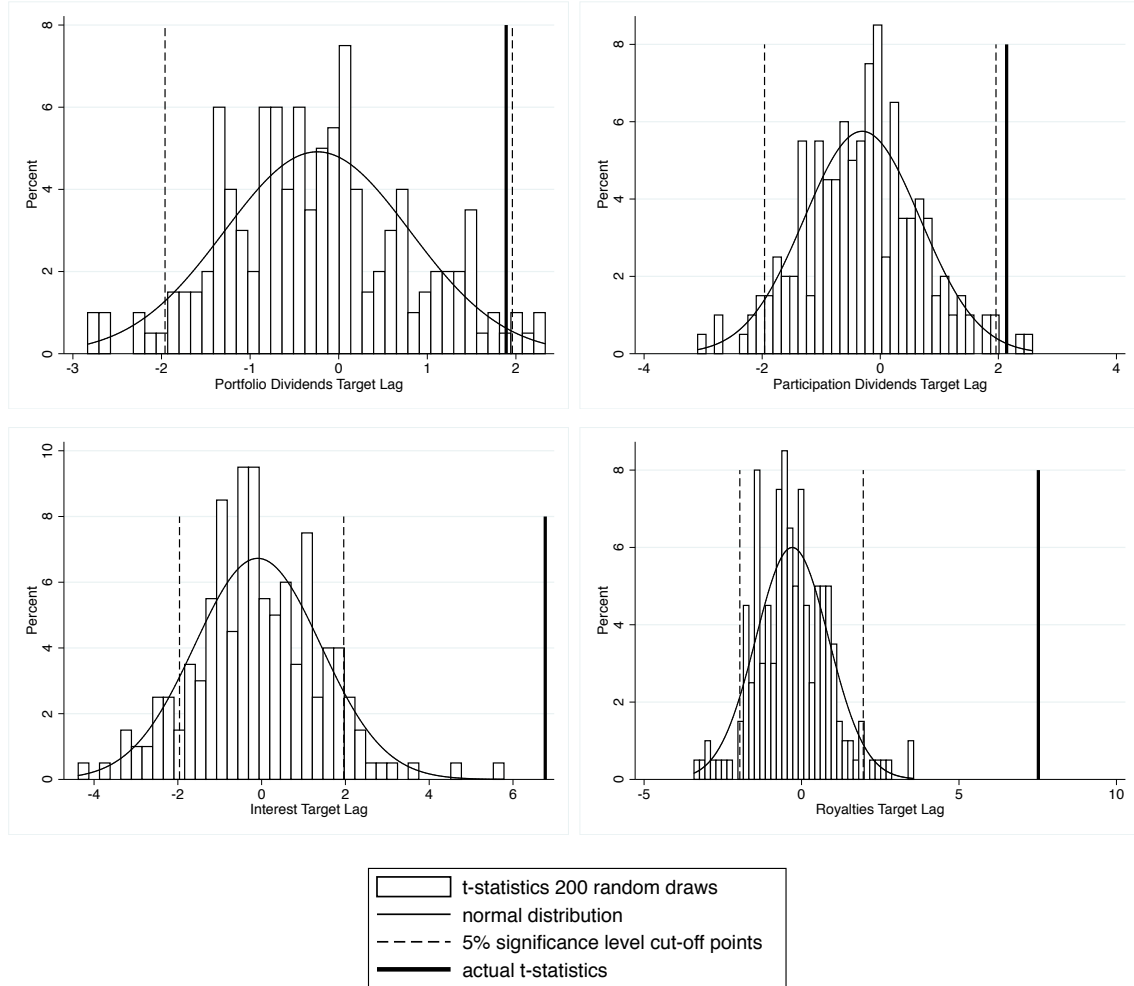 Percent
8
6
4
2
0
-3 -2 -1 0 1 2
Portfolio Dividends Target Lag
Percent
8
6
4
2
0
-4 -2 0 2 4
Participation Dividends Target Lag
Percent
10
8
6
4
2
0
-4 -2 0 2 4 6
Interest Target Lag
Percent
8
6
4
2
0
-5 0 5 10
Royalties Target Lag
t-statistics 200 random draws
normal distribution
5% significance level cut-off points
actual t-statistics